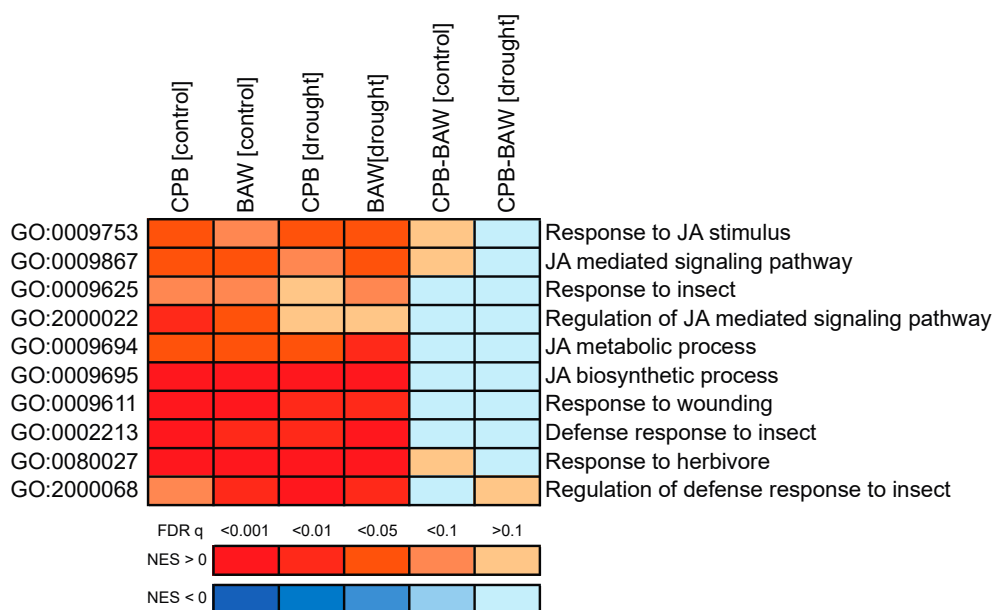 CPB [control]
BAW [control]
CPB [drought]
BAW[drought]
CPB-BAW [control]
CPB-BAW [drought]
GO:0009753 Response to JA stimulus
GO:0009867 JA mediated signaling pathway
GO:0009625 Response to insect
GO:2000022 Regulation of JA mediated signaling pathway
GO:0009694 JA metabolic process
GO:0009695 JA biosynthetic process
GO:0009611 Response to wounding
GO:0002213 Defense response to insect
GO:0080027 Response to herbivore
GO:2000068 Regulation of defense response to insect
FDR q <0.001 <0.01 <0.05 <0.1 >0.1
NES > 0
NES < 0